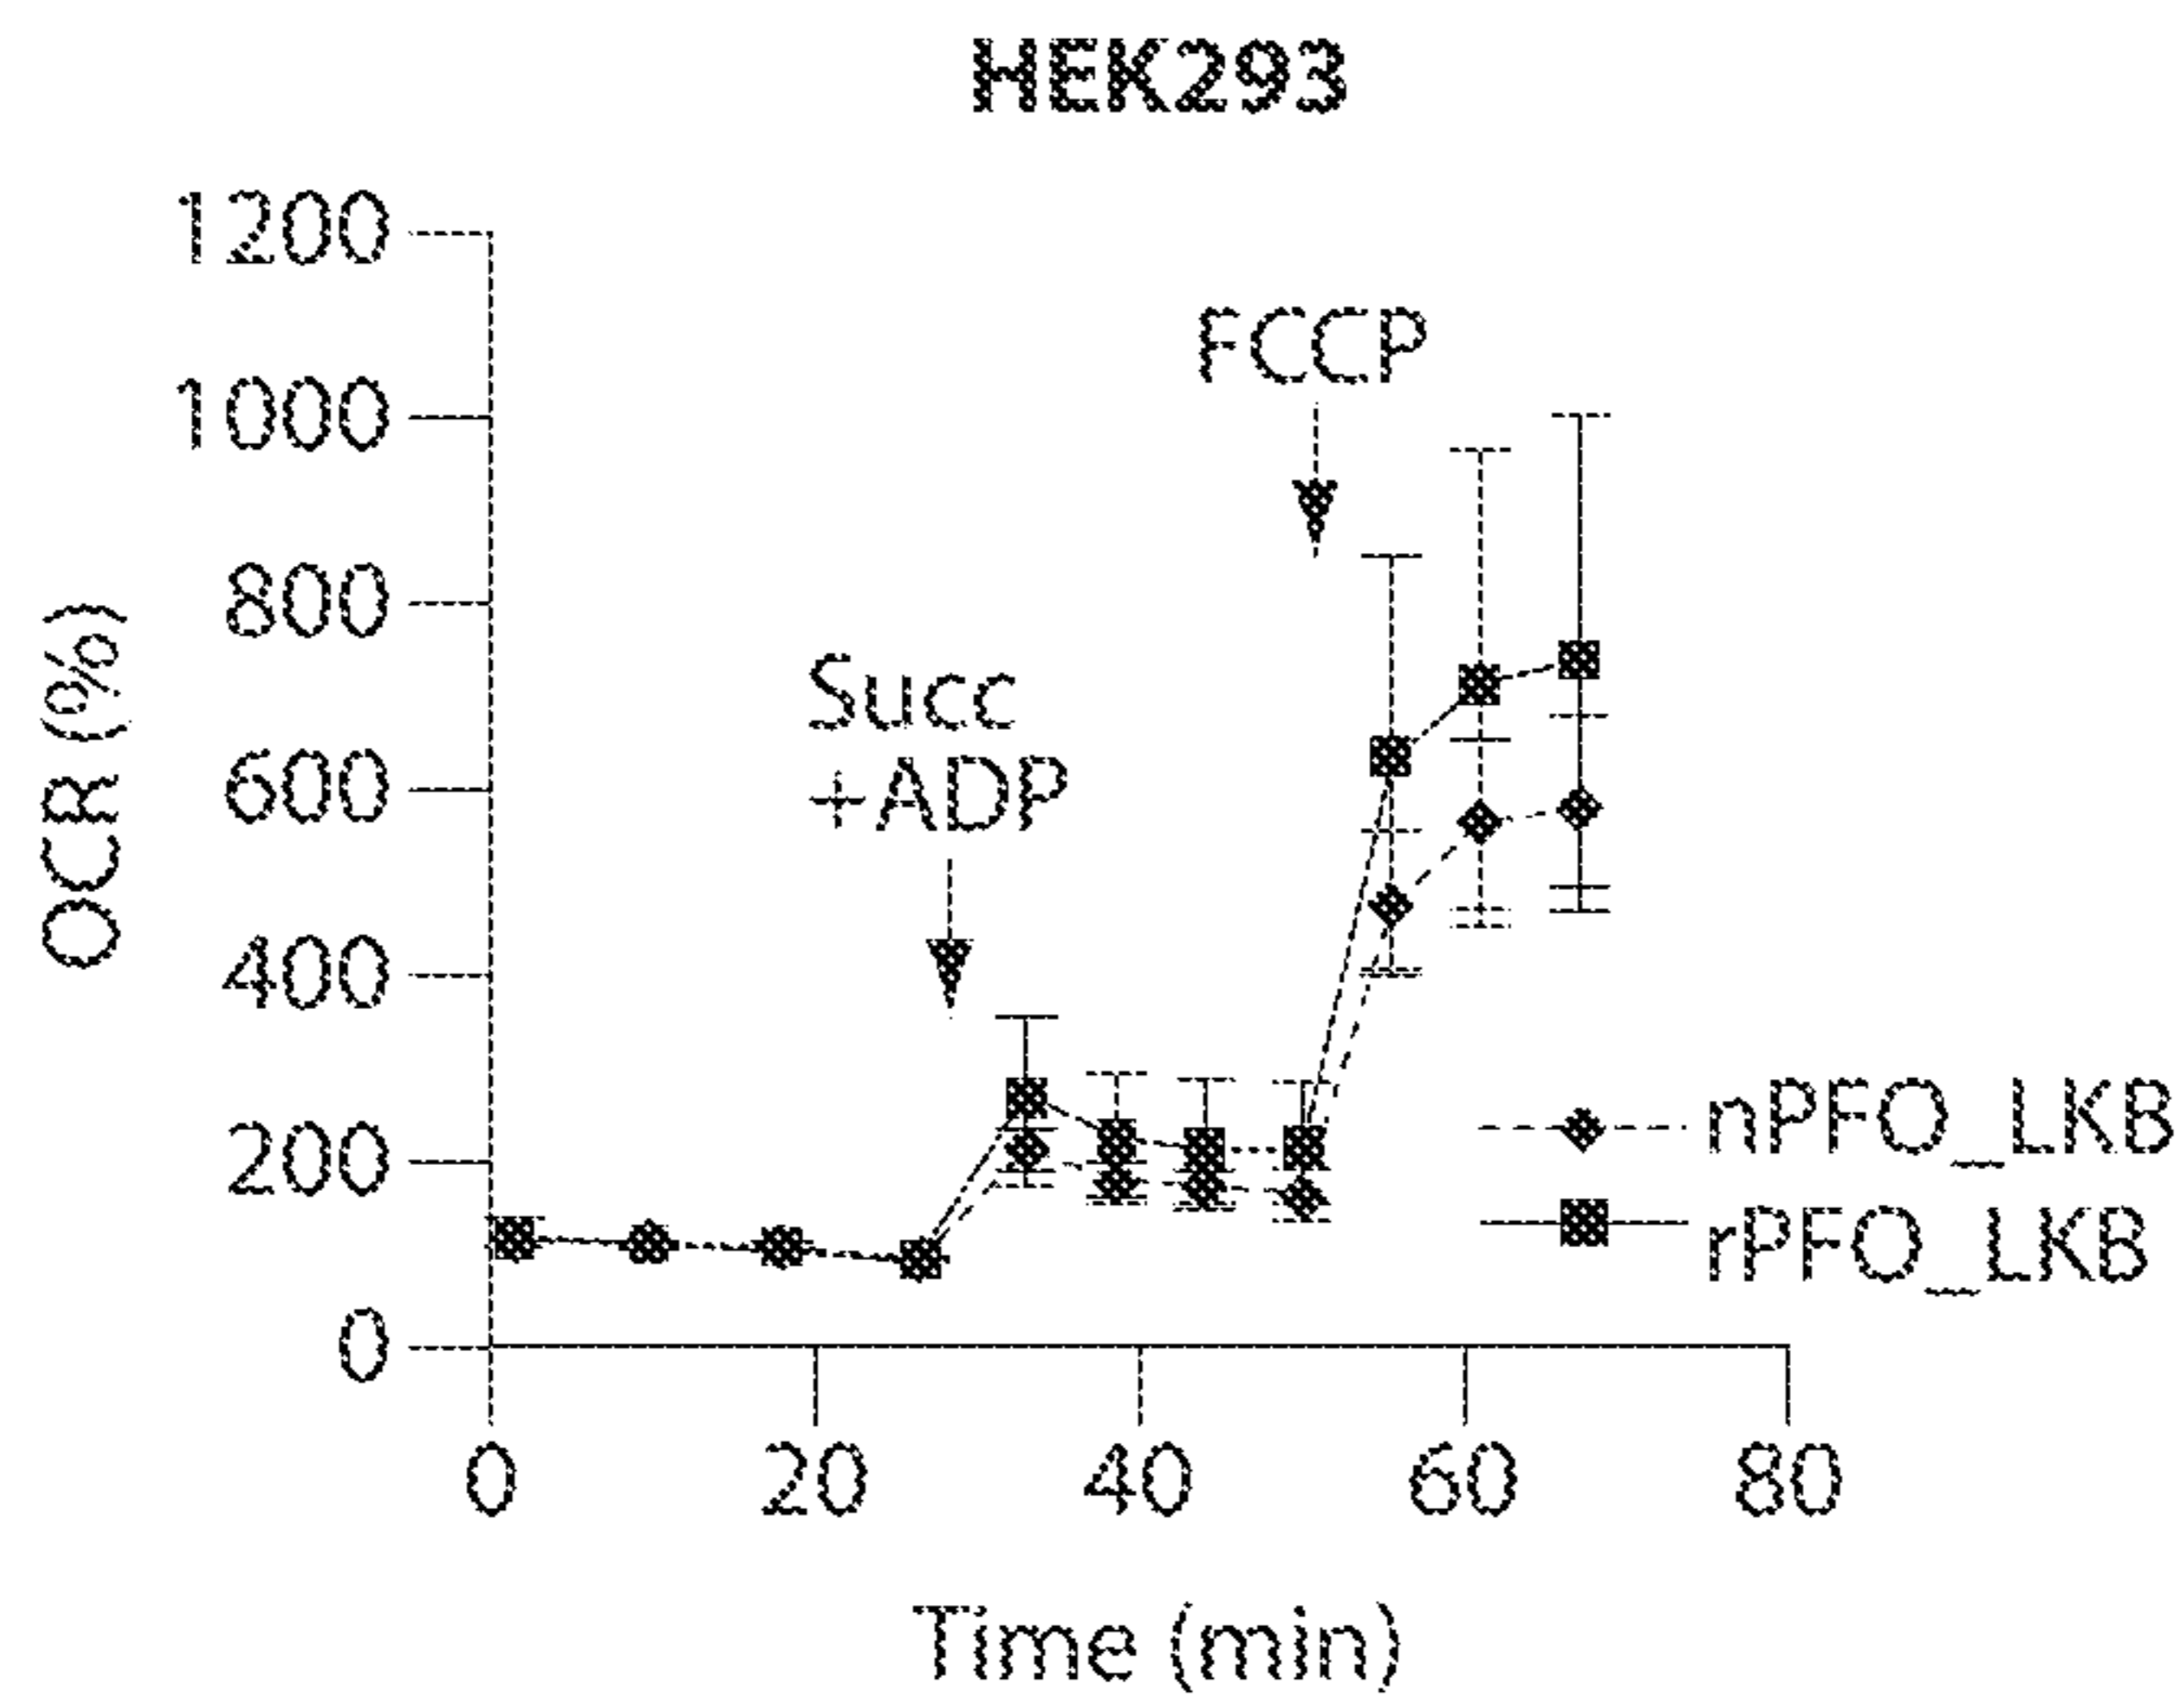 HEK293
1200
1000
800
600
400
200
0
OCR (%)
FCCP
Succ
+ADP
nPFO_LKB
rPFO_LKB
0 20 40 60 80
Time (min)